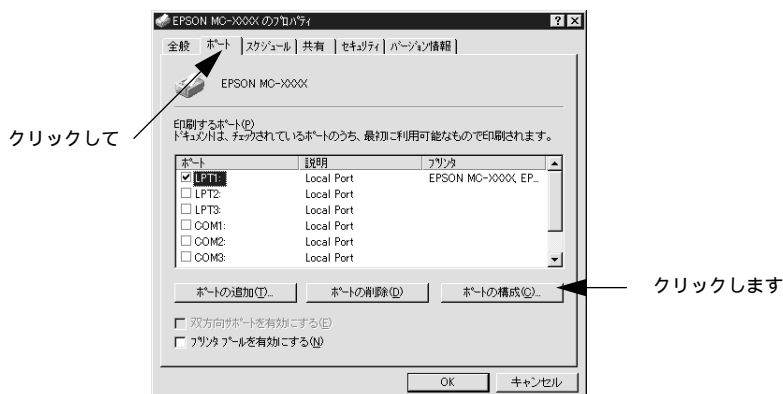 EPSON MC-XXXX のﾌﾟﾛﾊﾟﾃｨ
全般 ﾎﾟｰﾄ ｽｹｼﾞｭｰﾙ 共有 ｾｷｭﾘﾃｨ ﾊﾞｰｼﾞｮﾝ情報
EPSON MC-XXXX
印刷するﾎﾟｰﾄ(P)
ﾄﾞｷｭﾒﾝﾄは、ﾁｪｯｸされているﾎﾟｰﾄのうち、最初に利用可能なもので印刷されます。
クリックして
ﾎﾟｰﾄ 説明 ﾌﾟﾘﾝﾀ
LPT1: Local Port EPSON MC-XXXX, EP...
LPT2: Local Port
LPT3: Local Port
COM1: Local Port
COM2: Local Port
COM3: Local Port
ﾎﾟｰﾄの追加(T)... ﾎﾟｰﾄの削除(D) ﾎﾟｰﾄの構成(C)...
クリックします
双方向ｻﾎﾟｰﾄを有効にする(E)
ﾌﾟﾘﾝﾀ ﾌﾟｰﾙを有効にする(N)
OK キャンセル